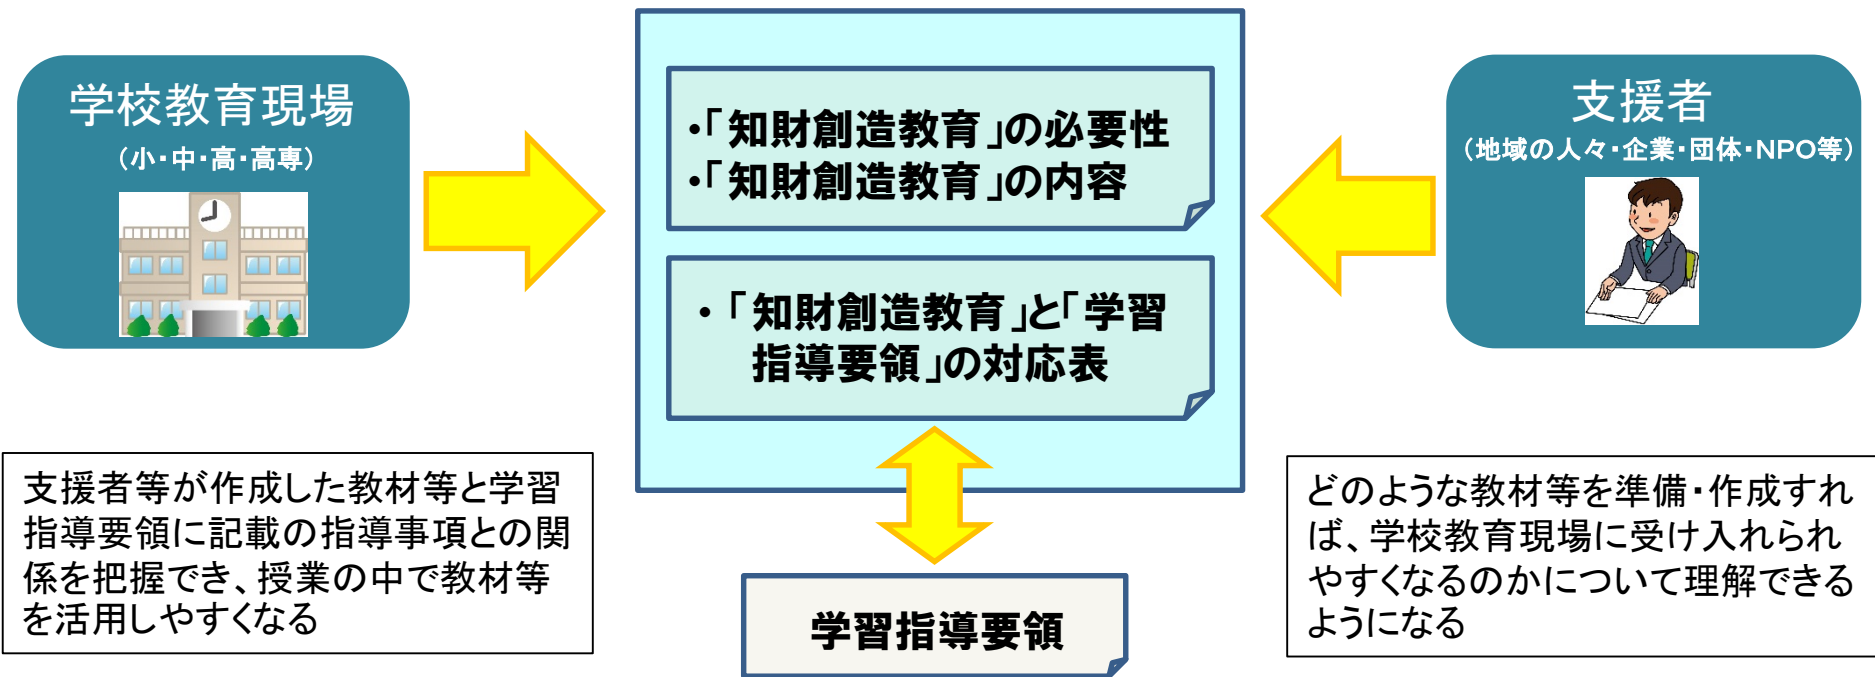 学校教育現場
（小・中・高・高専）
・「知財創造教育」の必要性
・「知財創造教育」の内容
・「知財創造教育」と「学習
指導要領」の対応表
支援者
（地域の人々・企業・団体・NPO等）
支援者等が作成した教材等と学習
指導要領に記載の指導事項との関
係を把握でき、授業の中で教材等
を活用しやすくなる
学習指導要領
どのような教材等を準備・作成すれ
ば、学校教育現場に受け入れられ
やすくなるのかについて理解できる
ようになる